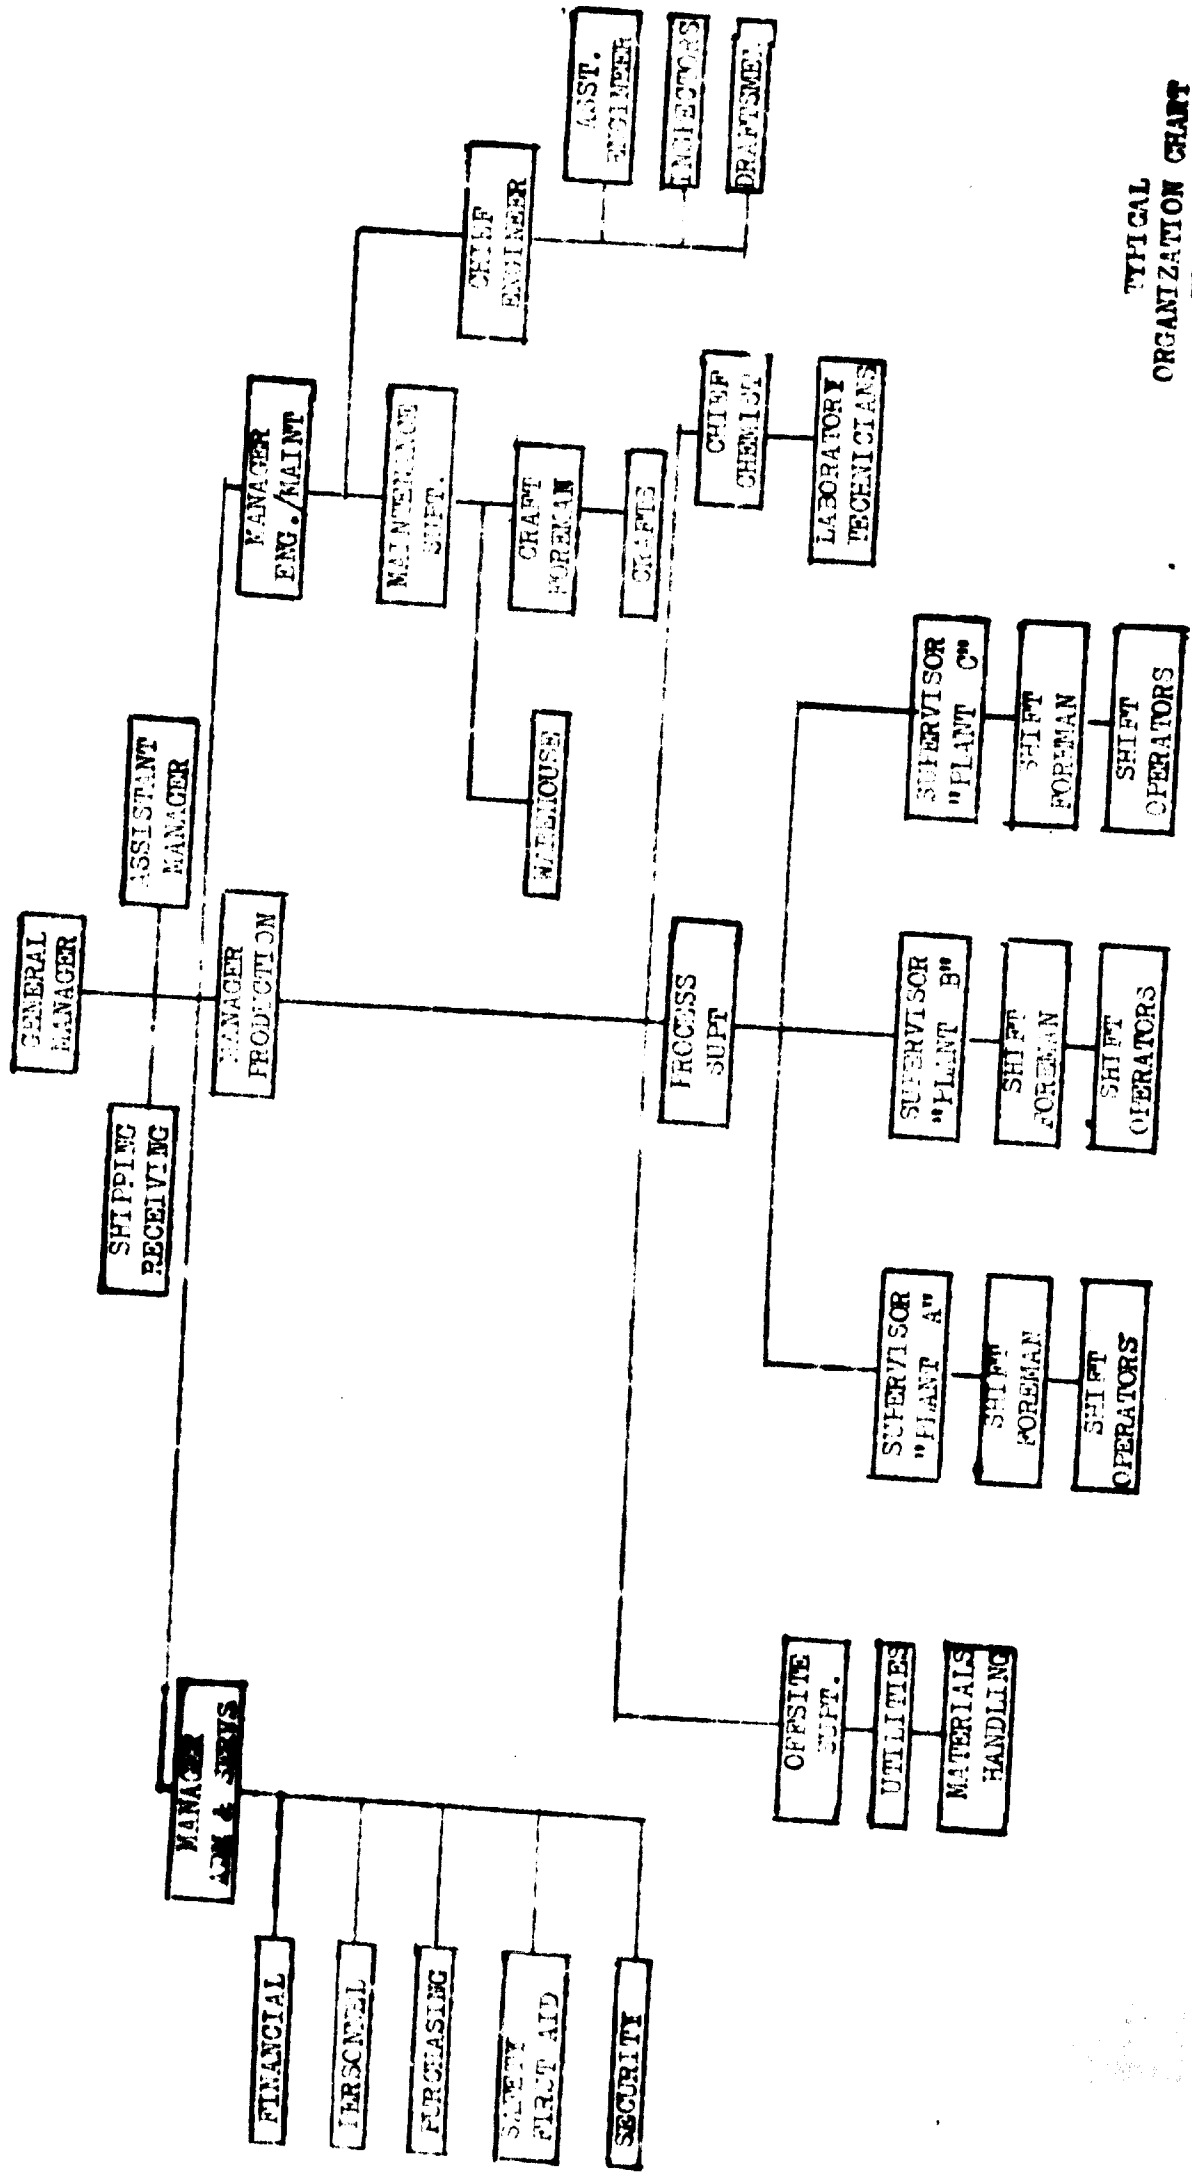 GENERAL
MANAGER
SHIPPING
RECEIVING
ASSISTANT
MANAGER
MANAGER
ADM & SERVS
MANAGER
PRODUCTION
MANAGER
ENG./MAINT
FINANCIAL
PERSONNEL
PURCHASING
SAFETY
FIRST AID
SECURITY
MAINTENANCE
SUPT.
CHIEF
ENGINEER
WAREHOUSE
CRAFT
FOREMAN
CRAFTS
ASST.
ENGINEER
INSPECTORS
DRAFTSMEN
OFFSITE
SUPT.
UTILITIES
MATERIALS
HANDLING
PROCESS
SUPT
CHIEF
CHEMIST
LABORATORY
TECHNICIANS
SUPERVISOR
"PLANT A"
SHIFT
FOREMAN
SHIFT
OPERATORS
SUPERVISOR
"PLANT B"
SHIFT
FOREMAN
SHIFT
OPERATORS
SUPERVISOR
"PLANT C"
SHIFT
FOREMAN
SHIFT
OPERATORS
TYPICAL
ORGANIZATION CHART